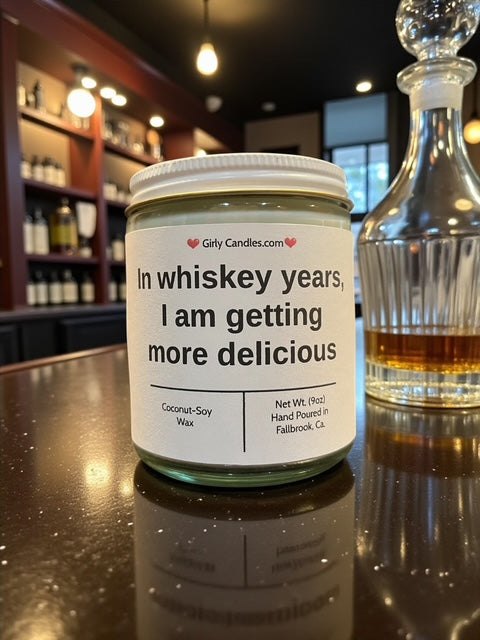 Girly Candles.com
In whiskey years,
I am getting
more delicious
Coconut-Soy
Wax
Net Wt. (9oz)
Hand Poured in
Fallbrook, Ca.